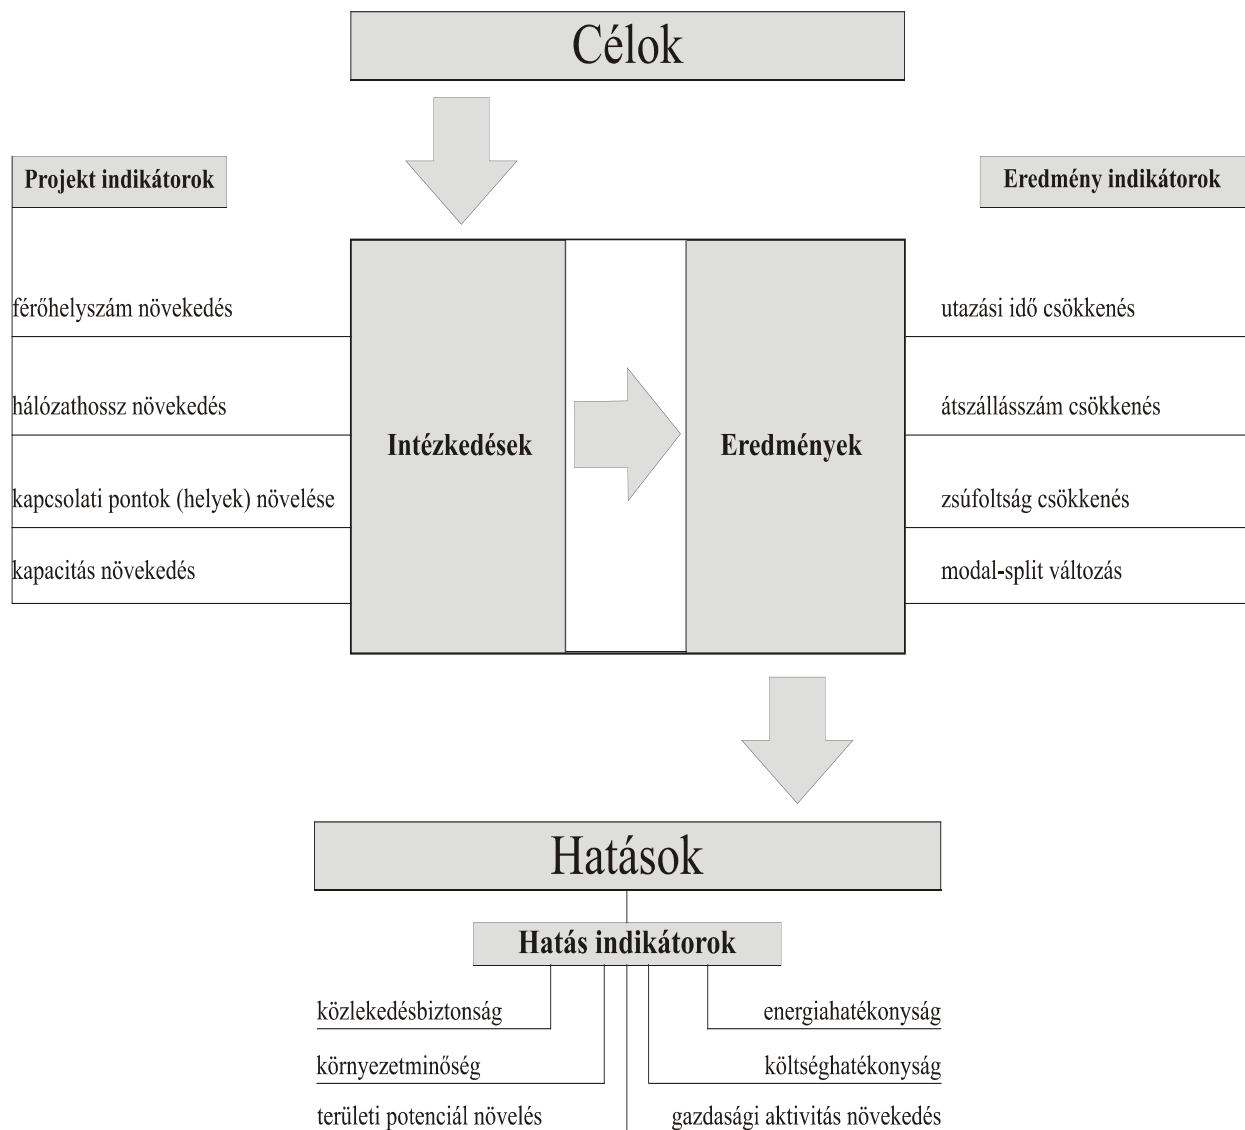 Célok
Projekt indikátorok
Eredmény indikátorok
férőhelyszám növekedés
utazási idő csökkenés
hálózathossz növekedés
átszállásszám csökkenés
Intézkedések
Eredmények
kapcsolati pontok (helyek) növelése
zsúfoltság csökkenés
kapacitás növekedés
modal-split változás
Hatások
Hatás indikátorok
közlekedésbiztonság
energiahatékonyság
környezetminőség
költséghatékonyság
területi potenciál növelés
gazdasági aktivitás növekedés